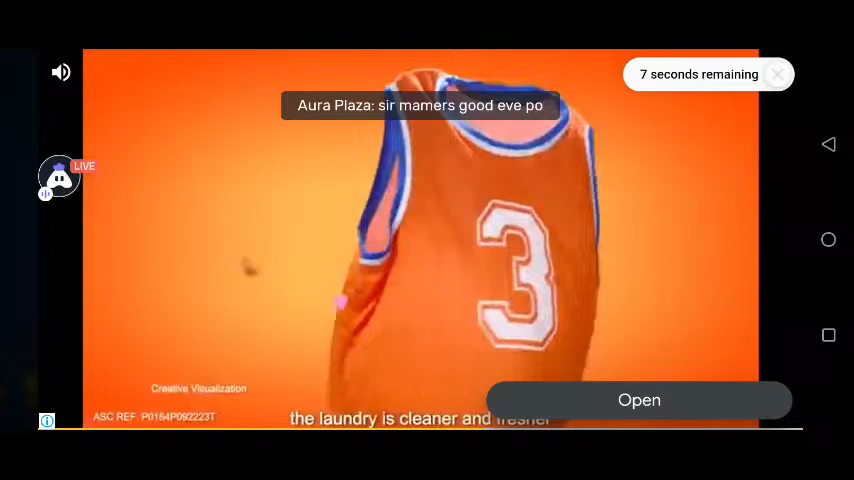 7 seconds remaining
Aura Plaza: sir mamers good eve po
LIVE
3
Creative Visualization
Open
ASC REF. P0164P092223T
the laundry is cleaner and fresher